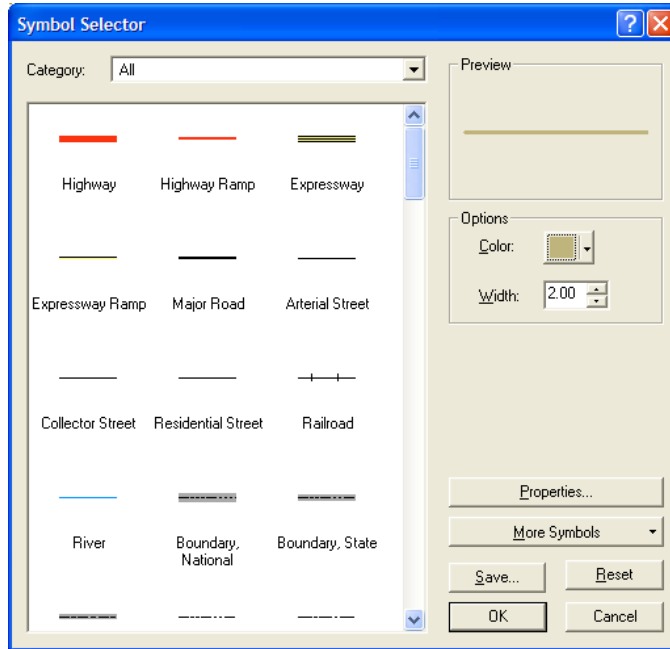 Symbol Selector
Category: All
Highway Highway Ramp Expressway
Expressway Ramp Major Road Arterial Street
Collector Street Residential Street Railroad
River Boundary, Boundary, State
National
Preview
Options
Color:
Width: 2.00
Properties...
More Symbols
Save... Reset
OK Cancel